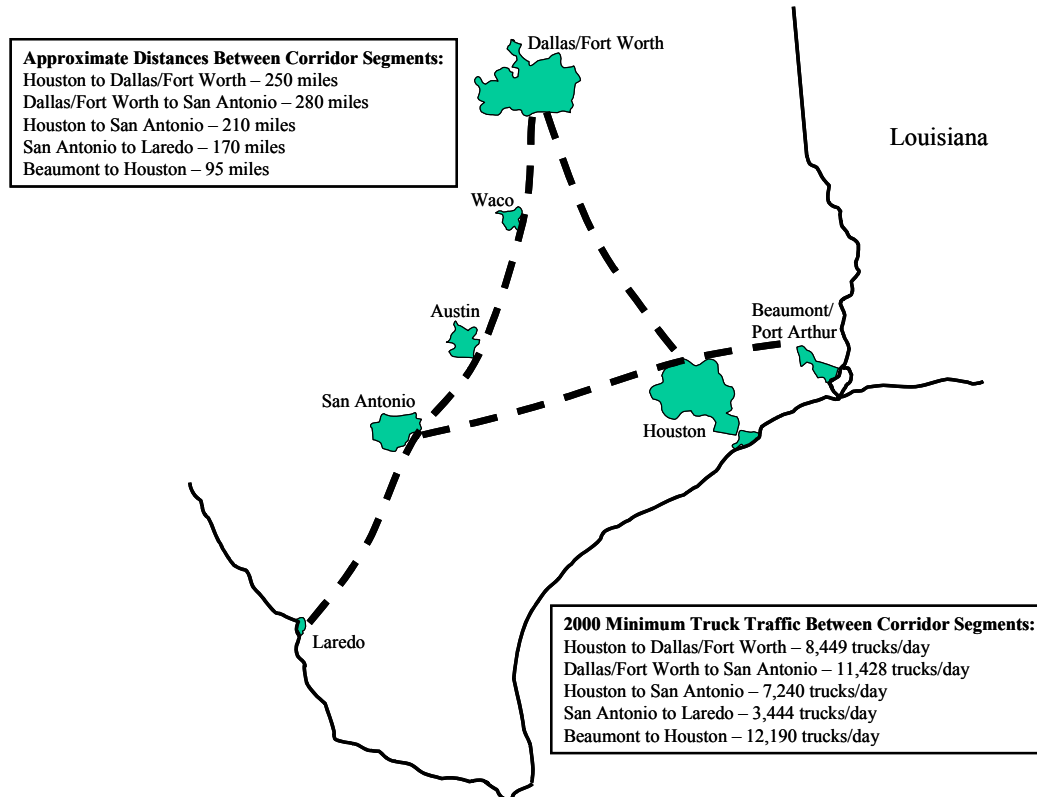 Dallas/Fort Worth
Approximate Distances Between Corridor Segments:
Houston to Dallas/Fort Worth – 250 miles
Dallas/Fort Worth to San Antonio – 280 miles
Houston to San Antonio – 210 miles
San Antonio to Laredo – 170 miles
Beaumont to Houston – 95 miles
Louisiana
Waco
Austin
Beaumont/
Port Arthur
San Antonio
Houston
Laredo
2000 Minimum Truck Traffic Between Corridor Segments:
Houston to Dallas/Fort Worth – 8,449 trucks/day
Dallas/Fort Worth to San Antonio – 11,428 trucks/day
Houston to San Antonio – 7,240 trucks/day
San Antonio to Laredo – 3,444 trucks/day
Beaumont to Houston – 12,190 trucks/day